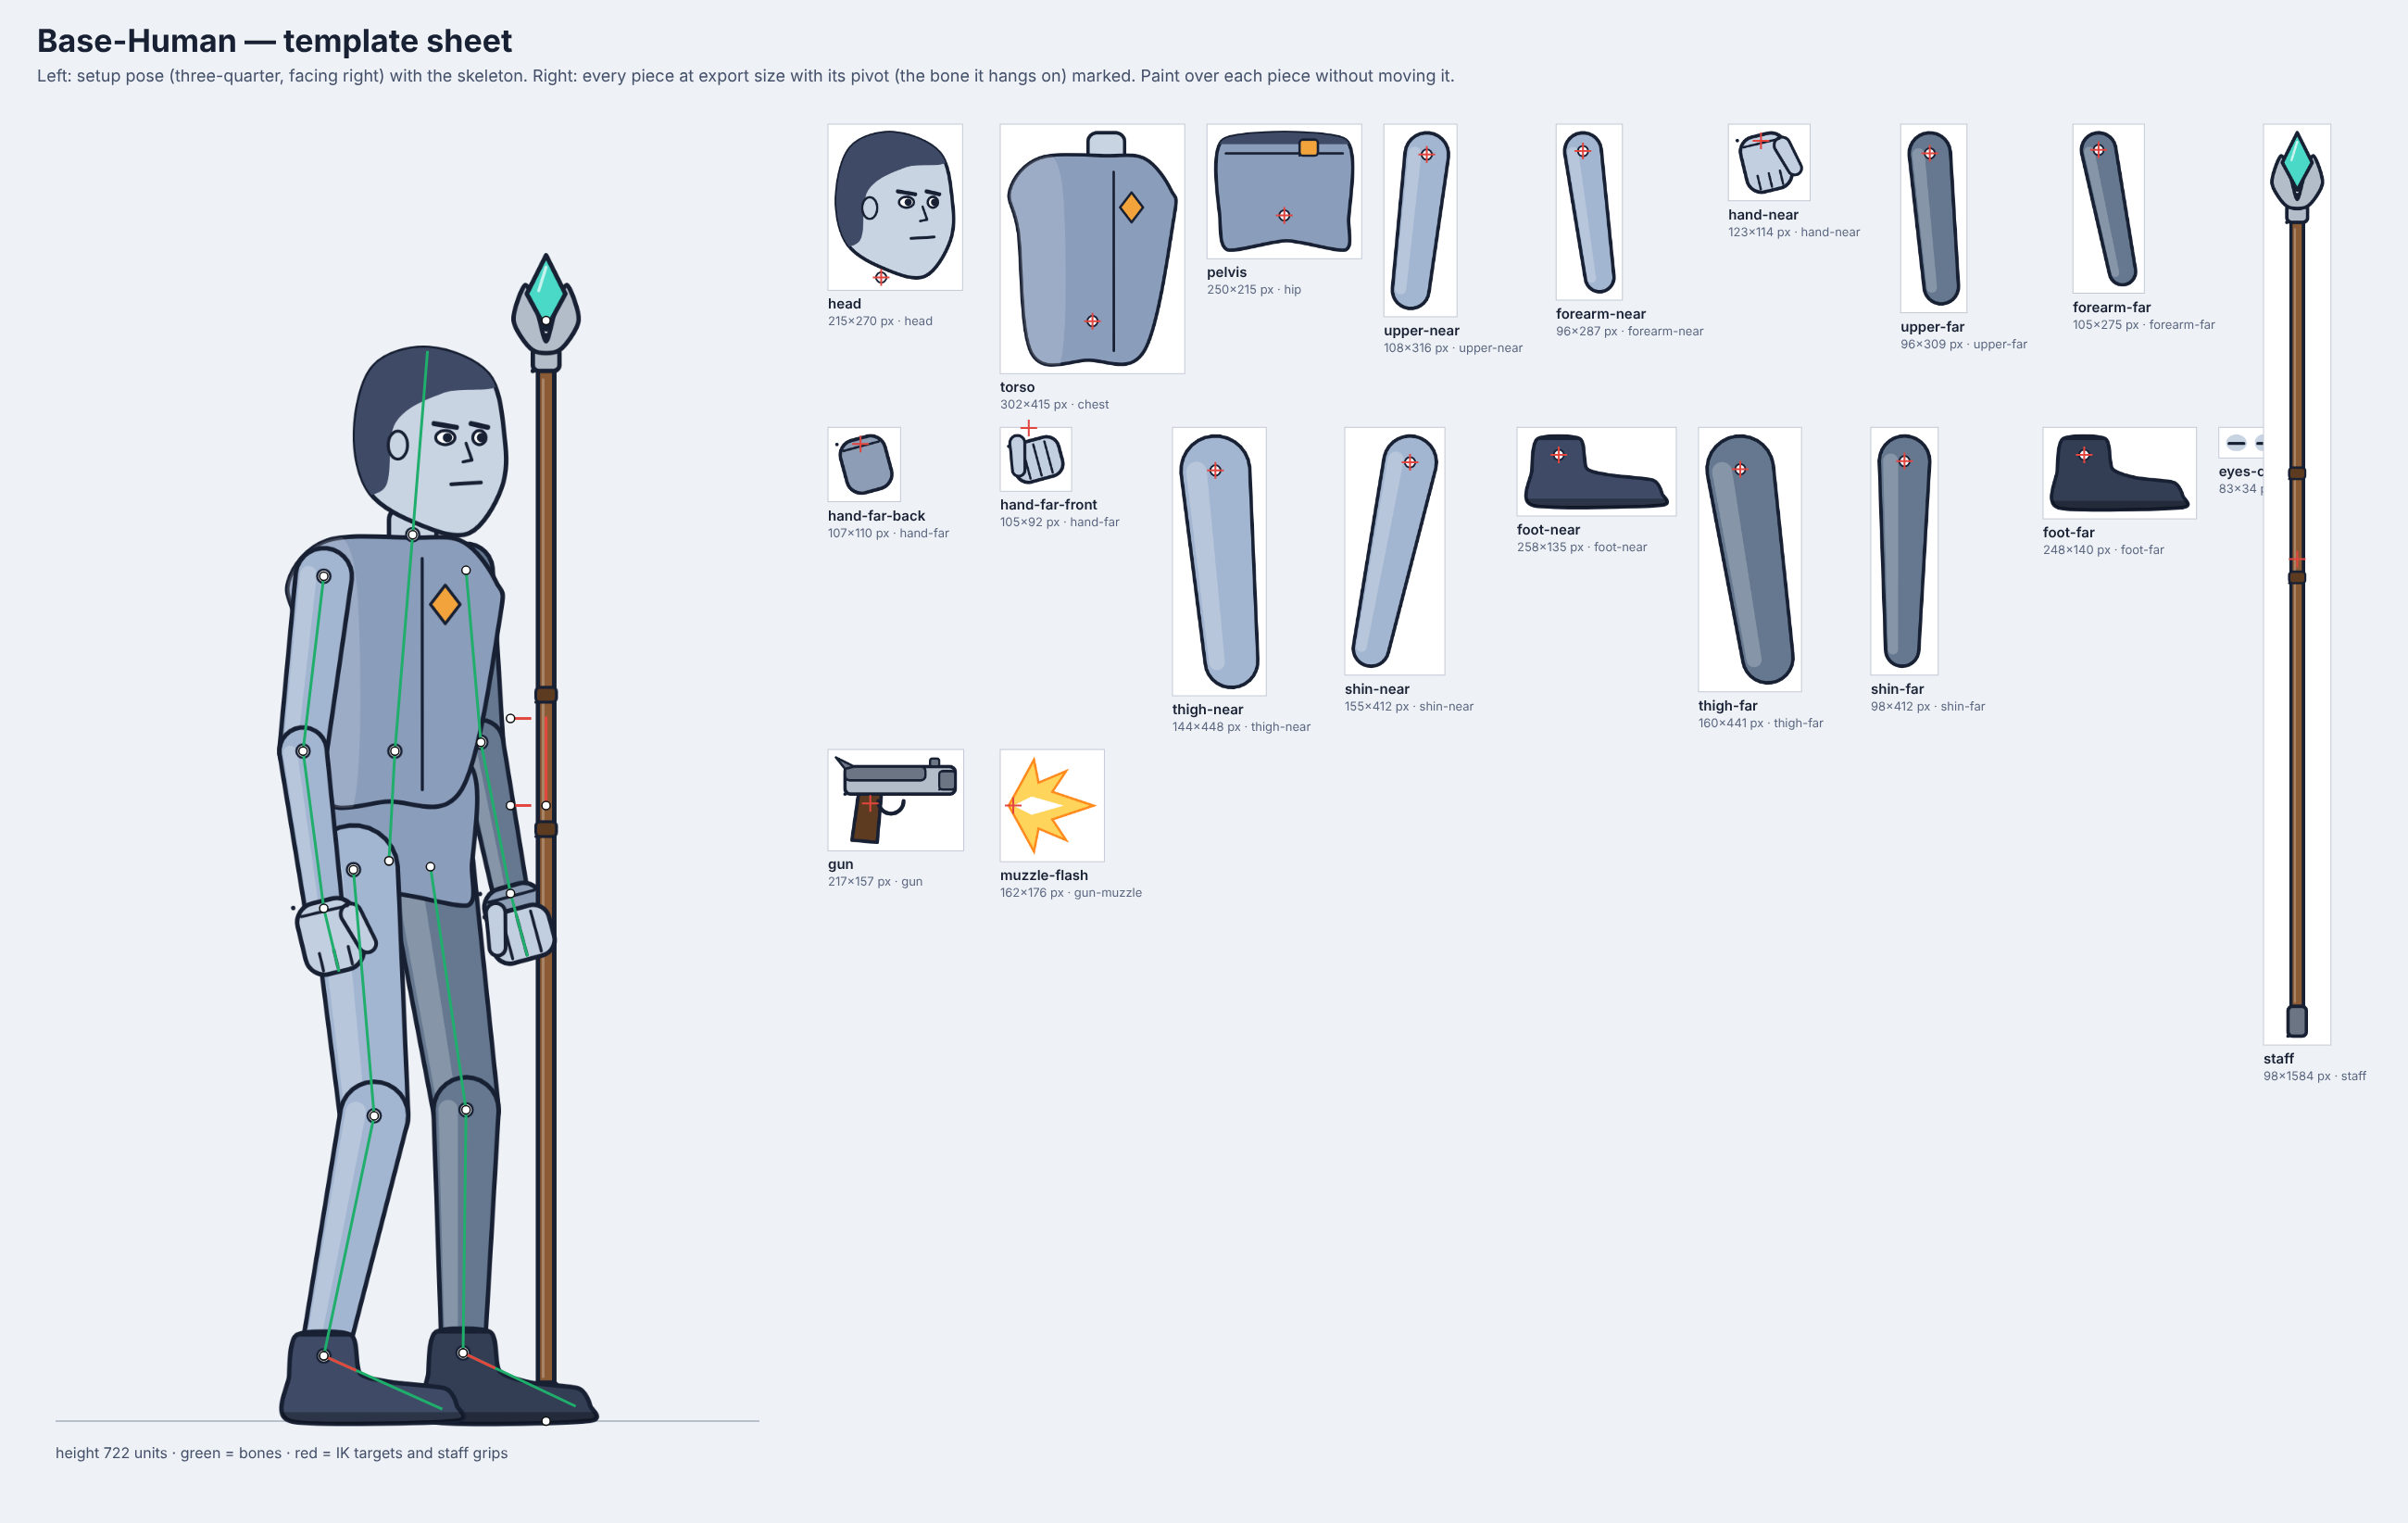 Base-Human — template sheet
Left: setup pose (three-quarter, facing right) with the skeleton. Right: every piece at export size with its pivot (the bone it hangs on) marked. Paint over each piece without moving it.
head
215×270 px · head
torso
302×415 px · chest
pelvis
250×215 px · hip
upper-near
108×316 px · upper-near
forearm-near
96×287 px · forearm-near
hand-near
123×114 px · hand-near
upper-far
96×309 px · upper-far
forearm-far
105×275 px · forearm-far
hand-far-back
107×110 px · hand-far
hand-far-front
105×92 px · hand-far
thigh-near
144×448 px · thigh-near
shin-near
155×412 px · shin-near
foot-near
258×135 px · foot-near
thigh-far
160×441 px · thigh-far
shin-far
98×412 px · shin-far
foot-far
248×140 px · foot-far
83×34
staff
98×1584 px · staff
gun
217×157 px · gun
muzzle-flash
162×176 px · gun-muzzle
height 722 units · green = bones · red = IK targets and staff grips